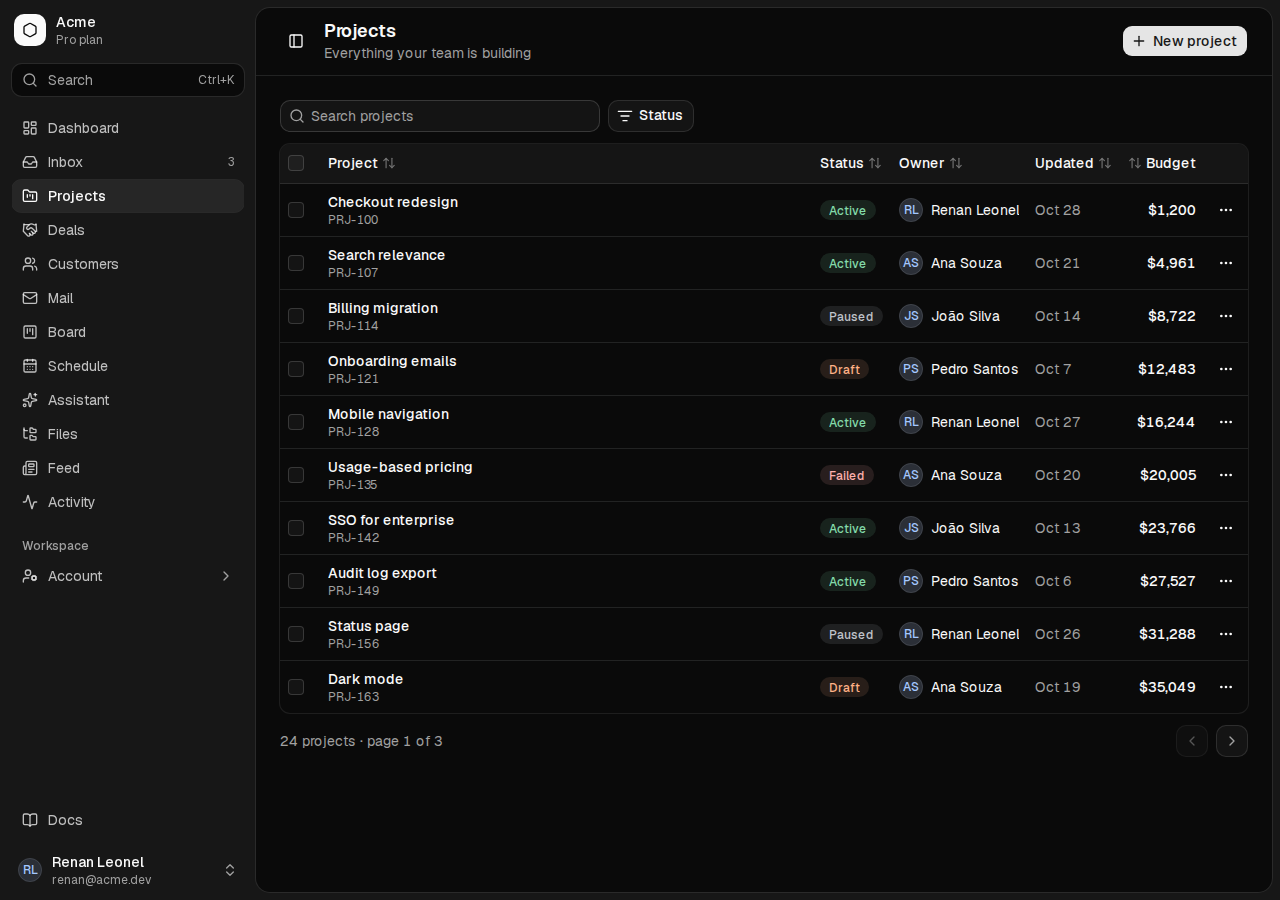 Acme
Pro plan
Search Ctrl+K
Dashboard
Inbox 3
Projects
Deals
Customers
Mail
Board
Schedule
Assistant
Files
Feed
Activity
Workspace
Account
Docs
RL Renan Leonel
renan@acme.dev
Projects
Everything your team is building
New project
Search projects Status
Project Status Owner Updated Budget
Checkout redesign
PRJ-100
Active RL Renan Leonel Oct 28 $1,200
Search relevance
PRJ-107
Active AS Ana Souza Oct 21 $4,961
Billing migration
PRJ-114
Paused JS João Silva Oct 14 $8,722
Onboarding emails
PRJ-121
Draft PS Pedro Santos Oct 7 $12,483
Mobile navigation
PRJ-128
Active RL Renan Leonel Oct 27 $16,244
Usage-based pricing
PRJ-135
Failed AS Ana Souza Oct 20 $20,005
SSO for enterprise
PRJ-142
Active JS João Silva Oct 13 $23,766
Audit log export
PRJ-149
Active PS Pedro Santos Oct 6 $27,527
Status page
PRJ-156
Paused RL Renan Leonel Oct 26 $31,288
Dark mode
PRJ-163
Draft AS Ana Souza Oct 19 $35,049
24 projects · page 1 of 3